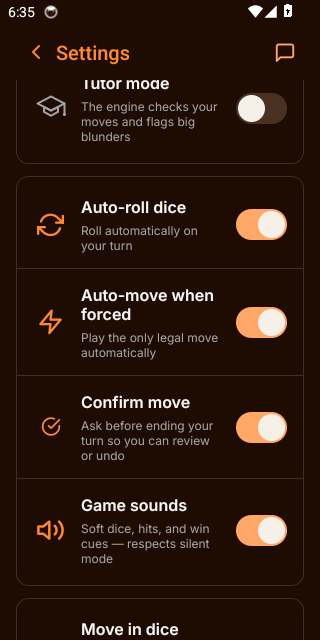 6:35
Settings
Tutor mode
The engine checks your
moves and flags big
blunders
Auto-roll dice
Roll automatically on
your turn
Auto-move when
forced
Play the only legal move
automatically
Confirm move
Ask before ending your
turn so you can review
or undo
Game sounds
Soft dice, hits, and win
cues — respects silent
mode
Move in dice